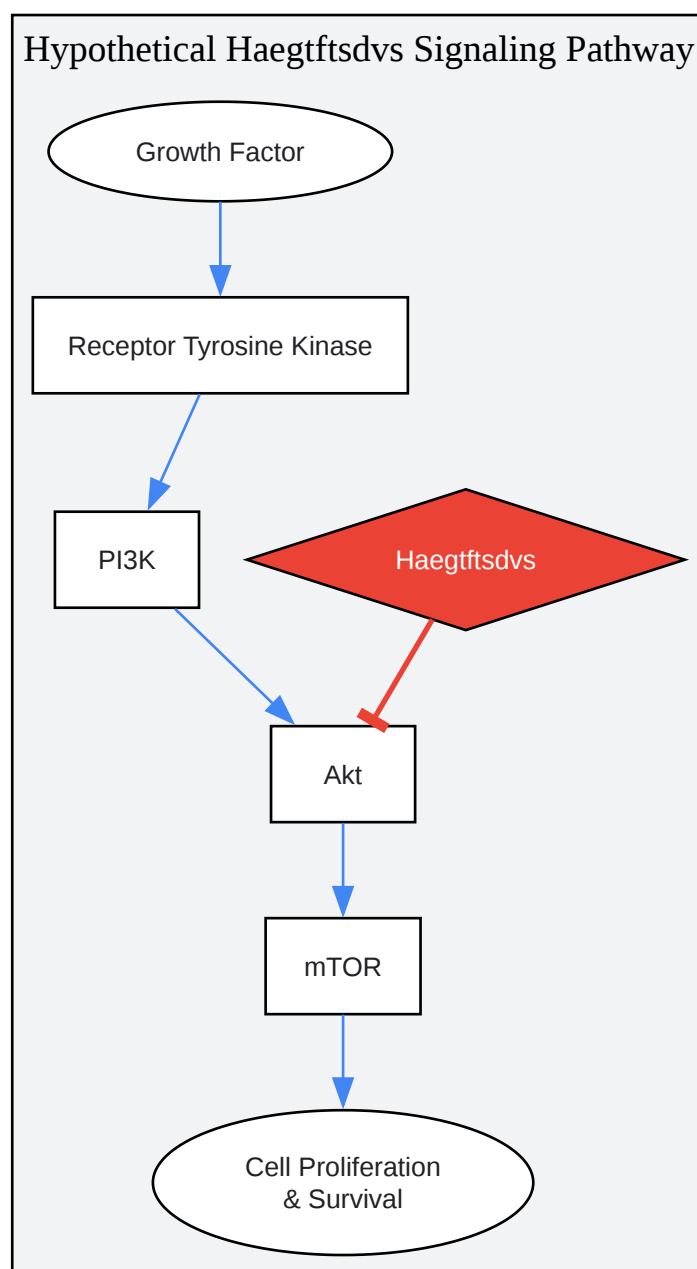 Hypothetical Haegtftsdvs Signaling Pathway
Growth Factor
Receptor Tyrosine Kinase
PI3K
Haegtftsdvs
Akt
mTOR
Cell Proliferation
& Survival